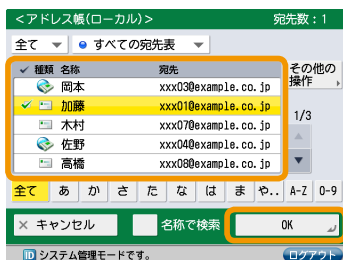 <アドレス帳(ローカル)> 宛先数:1
全て すべての宛先表
種類 名称 宛先 その他の操作
岡本 xxx03@example.co.jp
加藤 xxx01@example.co.jp
木村 xxx07@example.co.jp
佐野 xxx04@example.co.jp
高橋 xxx08@example.co.jp
1/3
全て あ か さ た な は ま や.. A-Z 0-9
キャンセル 名称で検索 OK
ID システム管理モードです。 ログアウト